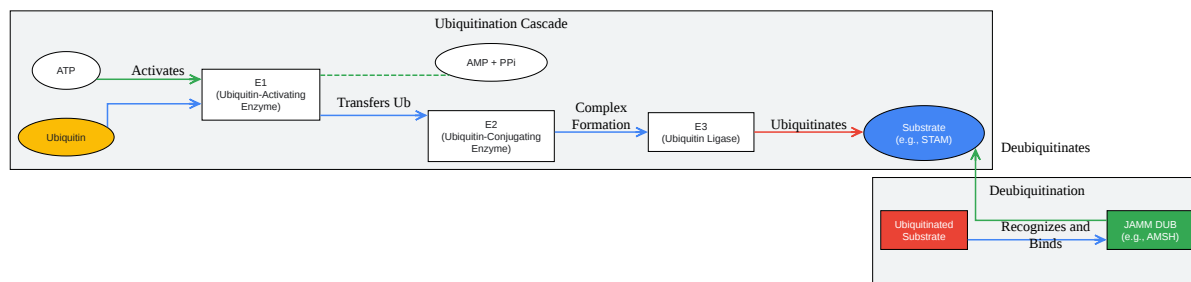 Ubiquitination Cascade
ATP
Activates
E1
(Ubiquitin-Activating
Enzyme)
AMP + PPi
Ubiquitin
Transfers Ub
E2
(Ubiquitin-Conjugating
Enzyme)
Complex
Formation
E3
(Ubiquitin Ligase)
Ubiquitinates
Substrate
(e.g., STAM)
Deubiquitinates
Deubiquitination
Ubiquitinated
Substrate
Recognizes and
Binds
JAMM DUB
(e.g., AMSH)